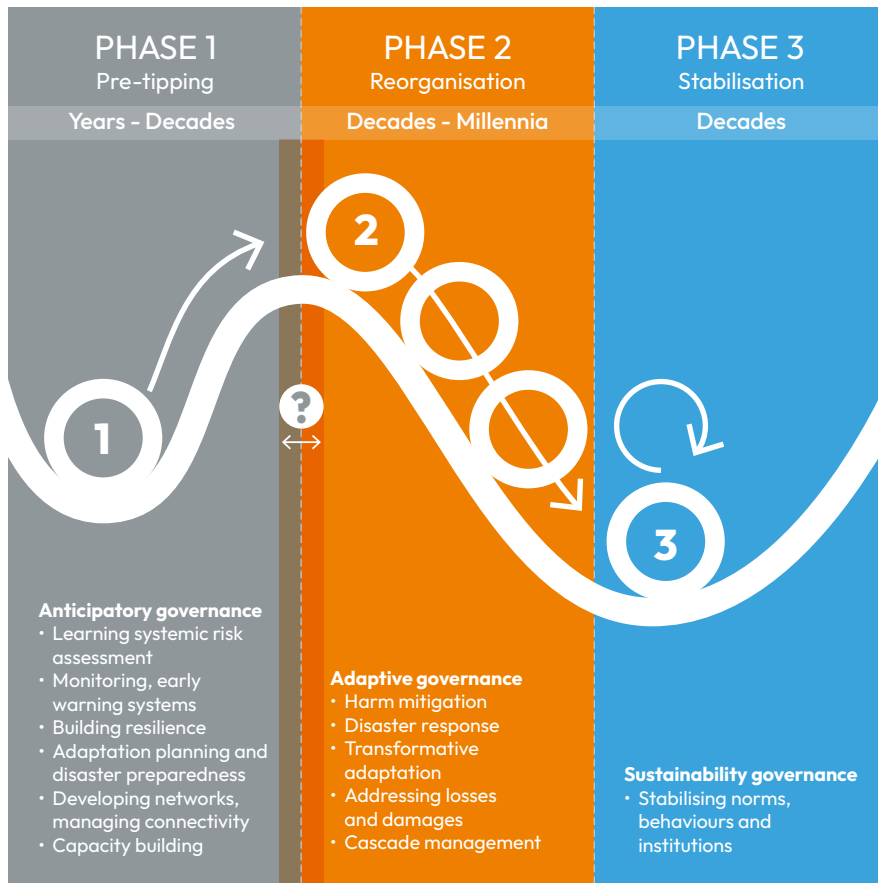 PHASE 1
Pre-tipping
Years - Decades
PHASE 2
Reorganisation
Decades - Millennia
PHASE 3
Stabilisation
Decades
1
2
?
3
Anticipatory governance
• Learning systemic risk
assessment
• Monitoring, early
warning systems
• Building resilience
• Adaptation planning and
disaster preparedness
• Developing networks,
managing connectivity
• Capacity building
Adaptive governance
• Harm mitigation
• Disaster response
• Transformative
adaptation
• Addressing losses
and damages
• Cascade management
Sustainability governance
• Stabilising norms,
behaviours and
institutions